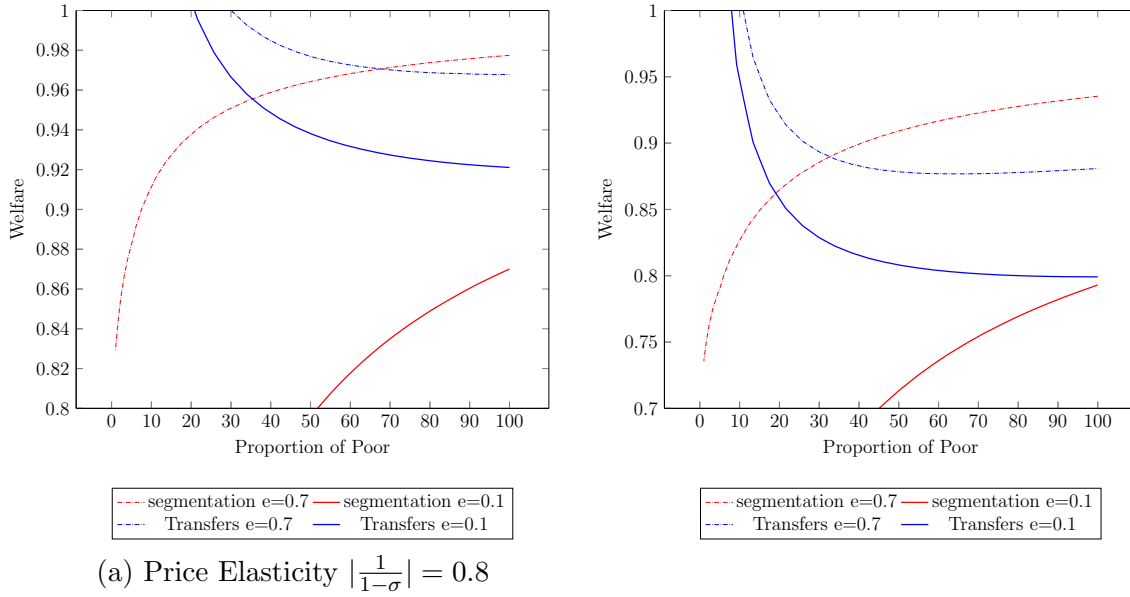 1
0.98
0.96
0.94
0.92
0.9
0.88
0.86
0.84
0.82
0.8
Welfare
0 10 20 30 40 50 60 70 80 90 100
Proportion of Poor
segmentation e=0.7 segmentation e=0.1
Transfers e=0.7 Transfers e=0.1
(a) Price Elasticity |1/(1−σ)| = 0.8
1
0.95
0.9
0.85
0.8
0.75
0.7
Welfare
0 10 20 30 40 50 60 70 80 90 100
Proportion of Poor
segmentation e=0.7 segmentation e=0.1
Transfers e=0.7 Transfers e=0.1